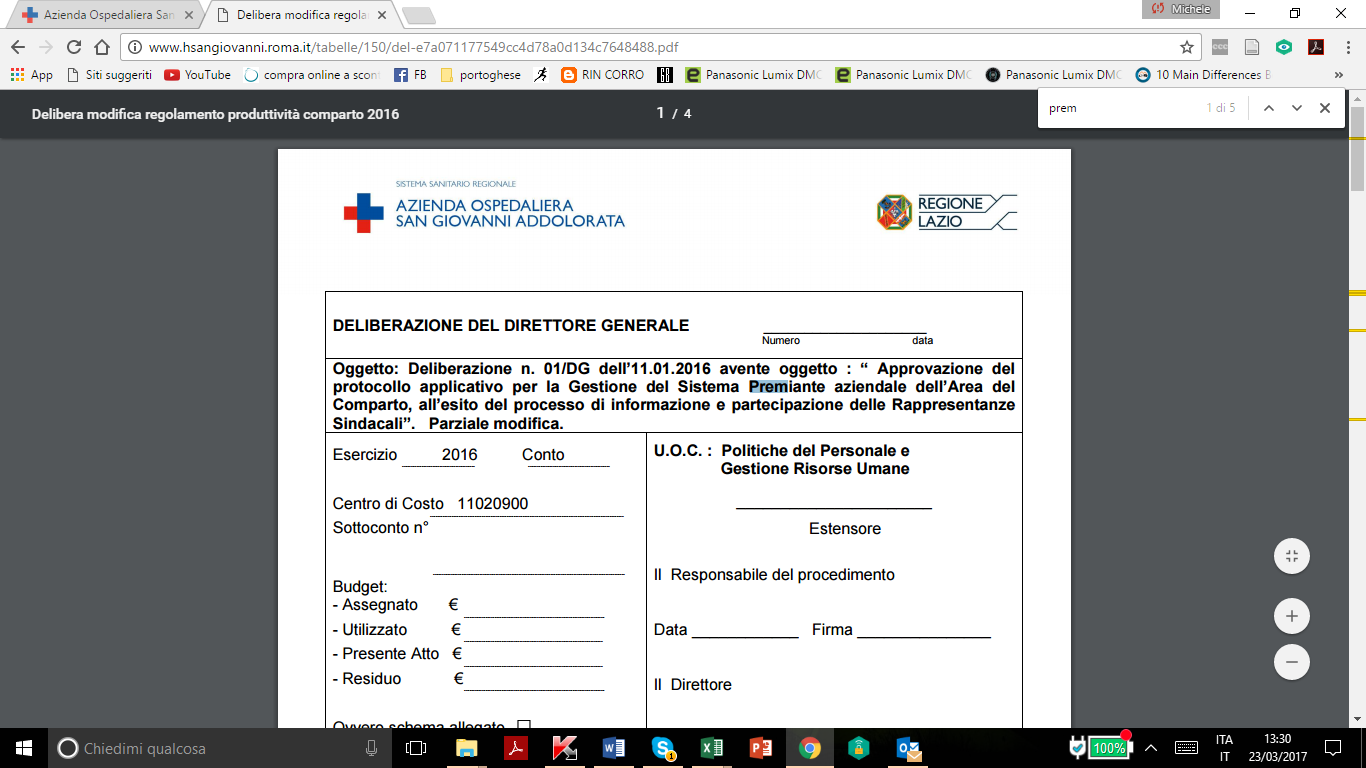 Azienda Ospedaliera San
Delibera modifica regola
Michele
www.hsangiovanni.roma.it/tabelle/150/del-e7a071177549cc4d78a0d134c7648488.pdf
App
Siti suggeriti
YouTube
compra online a scont
FB
portoghese
RIN CORRO
Panasonic Lumix DMC
Panasonic Lumix DMC
Panasonic Lumix DMC
10 Main Differences B
»
Delibera modifica regolamento produttività comparto 2016
1 / 4
prem
1 di 5
SISTEMA SANITARIO REGIONALE
AZIENDA OSPEDALIERA
SAN GIOVANNI ADDOLORATA
REGIONE
LAZIO
DELIBERAZIONE DEL DIRETTORE GENERALE
Numero data
Oggetto: Deliberazione n. 01/DG dell'11.01.2016 avente oggetto : “ Approvazione del
protocollo applicativo per la Gestione del Sistema Premiante aziendale dell'Area del
Comparto, all'esito del processo di informazione e partecipazione delle Rappresentanze
Sindacali”. Parziale modifica.
Esercizio 2016 Conto
Centro di Costo 11020900
Sottoconto n°
Budget:
- Assegnato €
- Utilizzato €
- Presente Atto €
- Residuo €
Ovvero schema allegato
U.O.C. : Politiche del Personale e
Gestione Risorse Umane
Estensore
Il Responsabile del procedimento
Data Firma
Il Direttore
Chiedimi qualcosa
100%
ITA
IT
13:30
23/03/2017